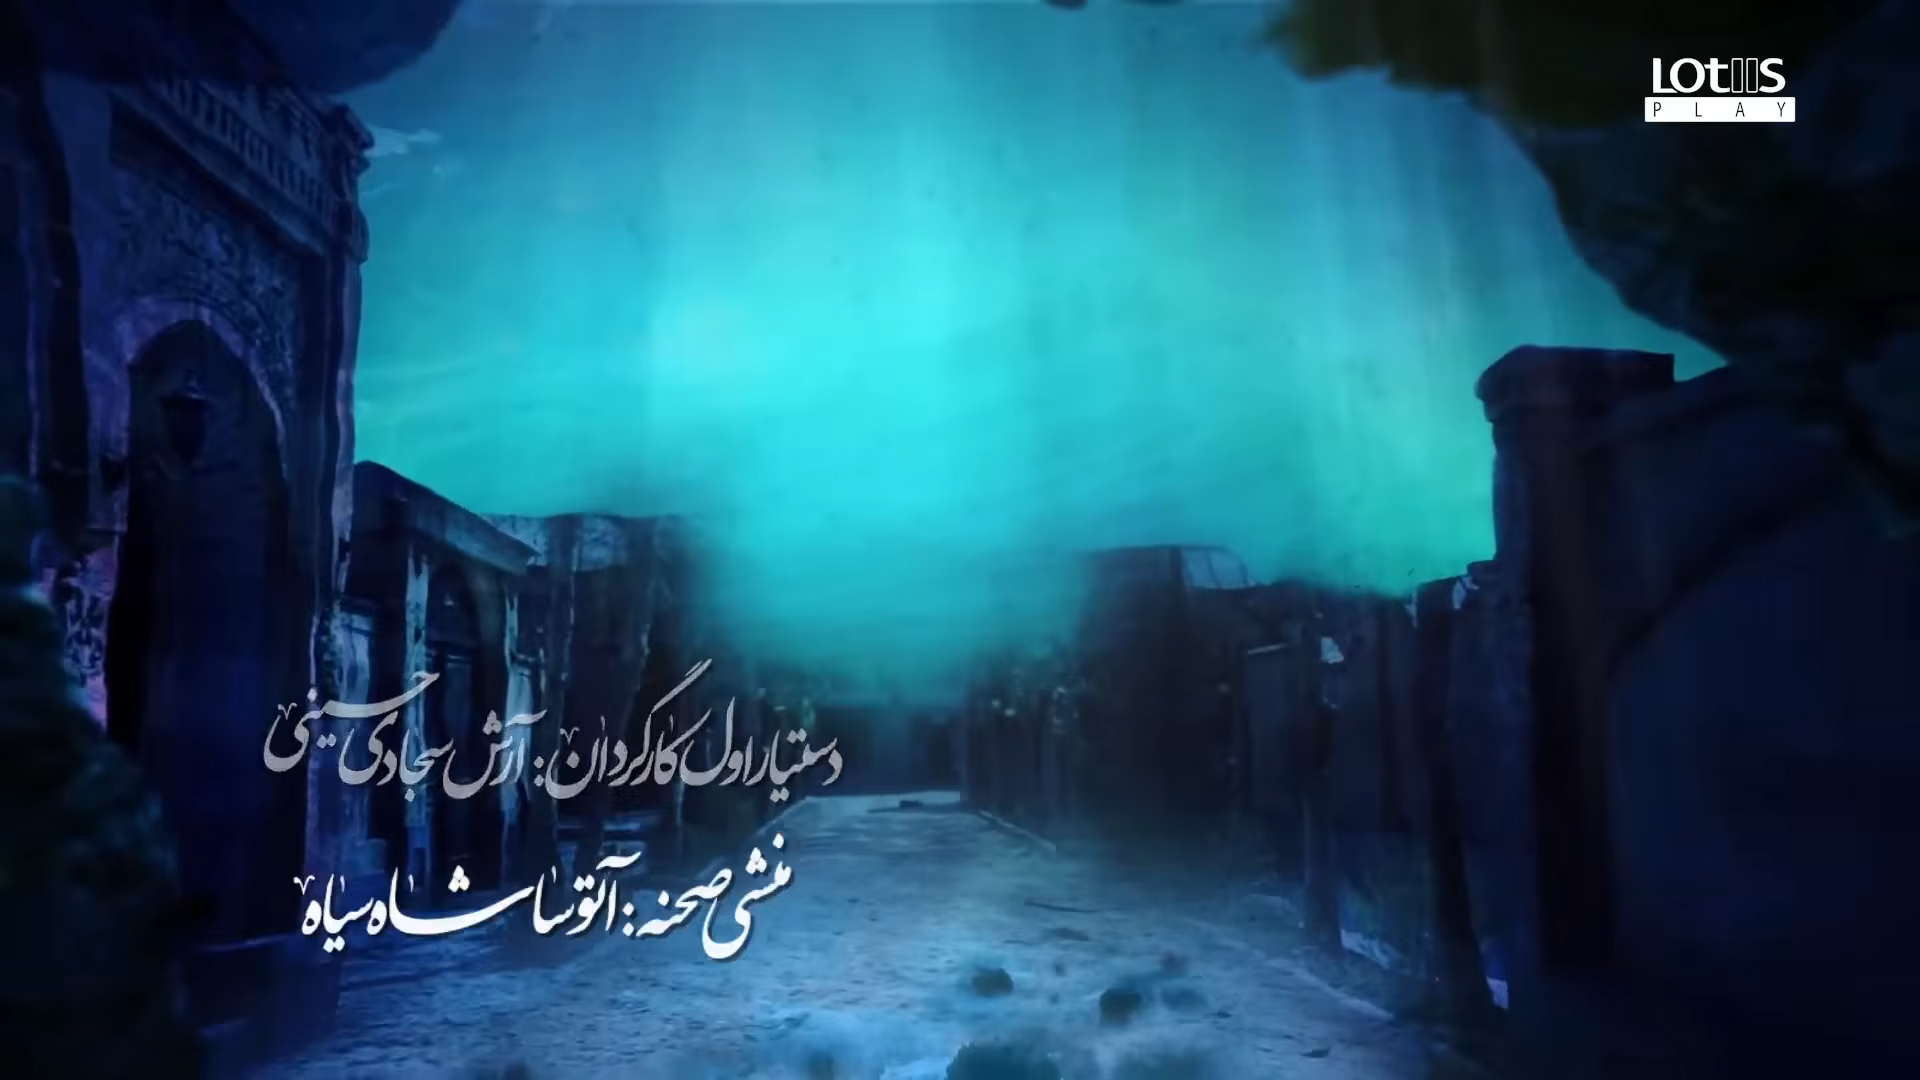 LOTUS
PLAY
دستیار اول کارگردان: آرش سجادی حسینی
منشی صحنه: آتوسا شاه سیاه